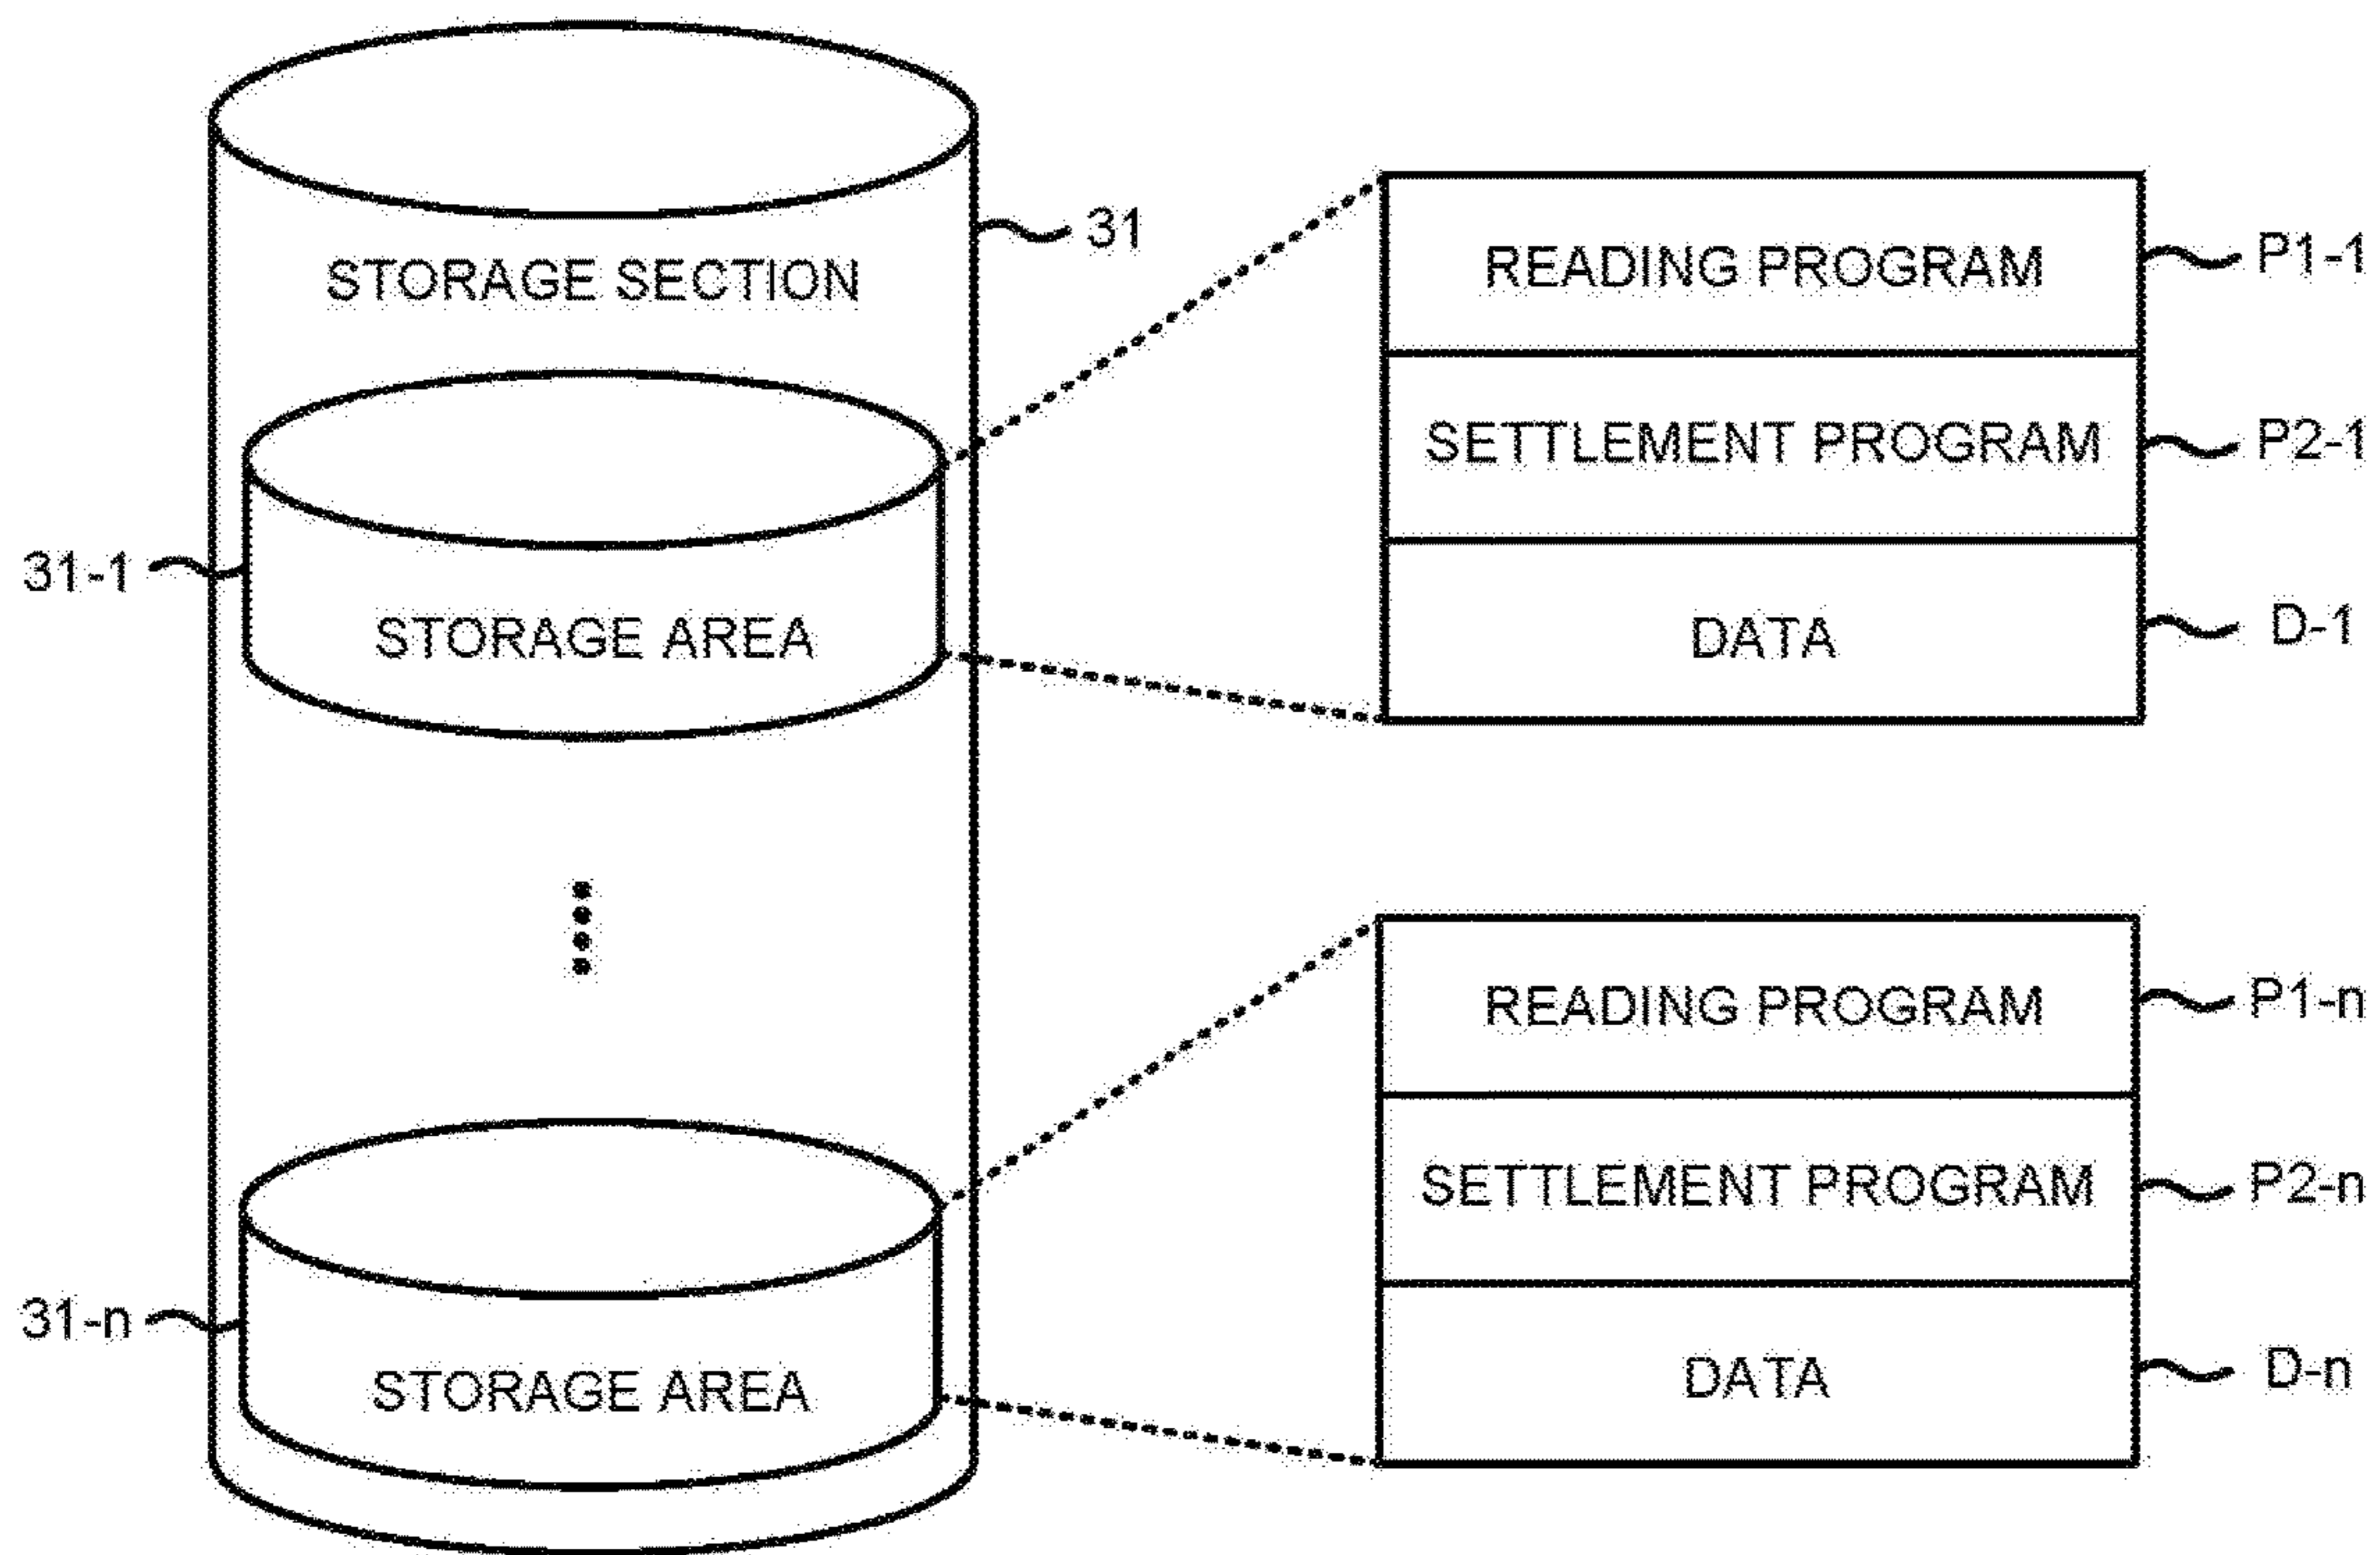 31
STORAGE SECTION
31-1
STORAGE AREA
READING PROGRAM
P1-1
SETTLEMENT PROGRAM
P2-1
DATA
D-1
31-n
STORAGE AREA
READING PROGRAM
P1-n
SETTLEMENT PROGRAM
P2-n
DATA
D-n